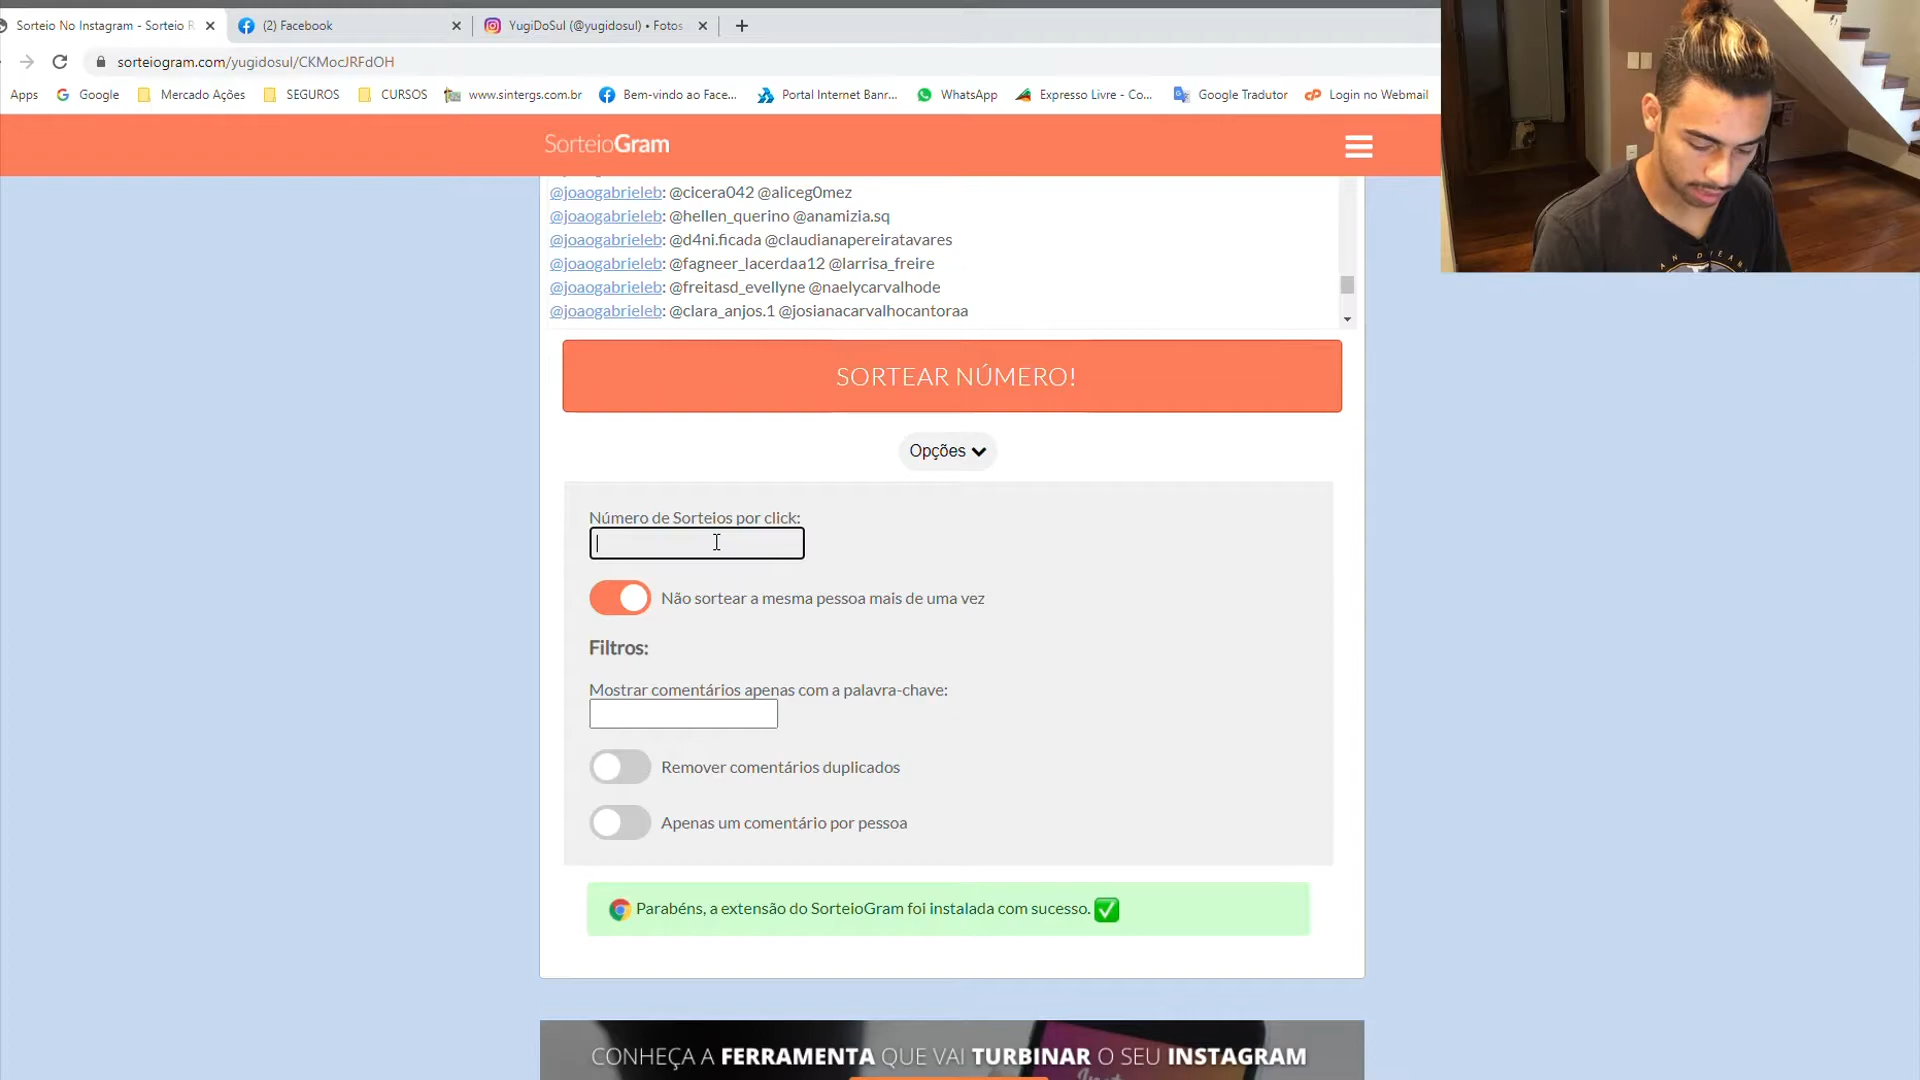 Sorteio No Instagram - Sorteio R
(2) Facebook
YugiDoSul (@yugidosul) • Fotos
sorteiogram.com/yugidosul/CKMocJRFdOH
Apps
Google
Mercado Ações
SEGUROS
CURSOS
www.sintergs.com.br
Bem-vindo ao Face...
Portal Internet Banr...
WhatsApp
Expresso Livre - Co...
Google Tradutor
Login no Webmail
SorteioGram
@joaogabrieleb: @cicera042 @aliceg0mez
@joaogabrieleb: @hellen_querino @anamizia.sq
@joaogabrieleb: @d4ni.ficada @claudianapereiratavares
@joaogabrieleb: @fagneer_lacerdaa12 @larrisa_freire
@joaogabrieleb: @freitasd_evellyne @naelycarvalhode
@joaogabrieleb: @clara_anjos.1 @josianacarvalhocantoraa
SORTEAR NÚMERO!
Opções
Número de Sorteios por click:
Não sortear a mesma pessoa mais de uma vez
Filtros:
Mostrar comentários apenas com a palavra-chave:
Remover comentários duplicados
Apenas um comentário por pessoa
Parabéns, a extensão do SorteioGram foi instalada com sucesso.
CONHEÇA A FERRAMENTA QUE VAI TURBINAR O SEU INSTAGRAM